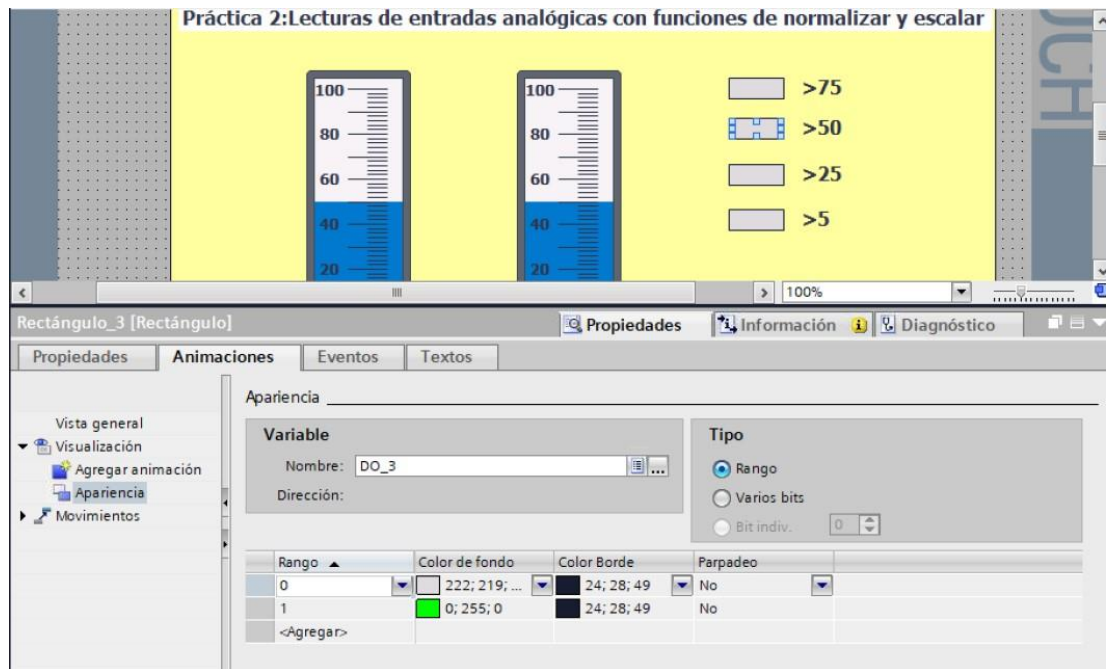 Práctica 2:Lecturas de entradas analógicas con funciones de normalizar y escalar
UCH
100 100 >75
80 80 >50
60 60 >25
40 40 >5
20 20
100%
Rectángulo_3 [Rectángulo]
Propiedades Información Diagnóstico
Propiedades Animaciones Eventos Textos
Apariencia
Vista general
Visualización
Agregar animación
Apariencia
Movimientos
Variable
Nombre: DO_3 ...
Dirección:
Tipo
Rango
Varios bits
Bit indiv. 0
Rango Color de fondo Color Borde Parpadeo
0 222; 219; ... 24; 28; 49 No
1 0; 255; 0 24; 28; 49 No
<Agregar>